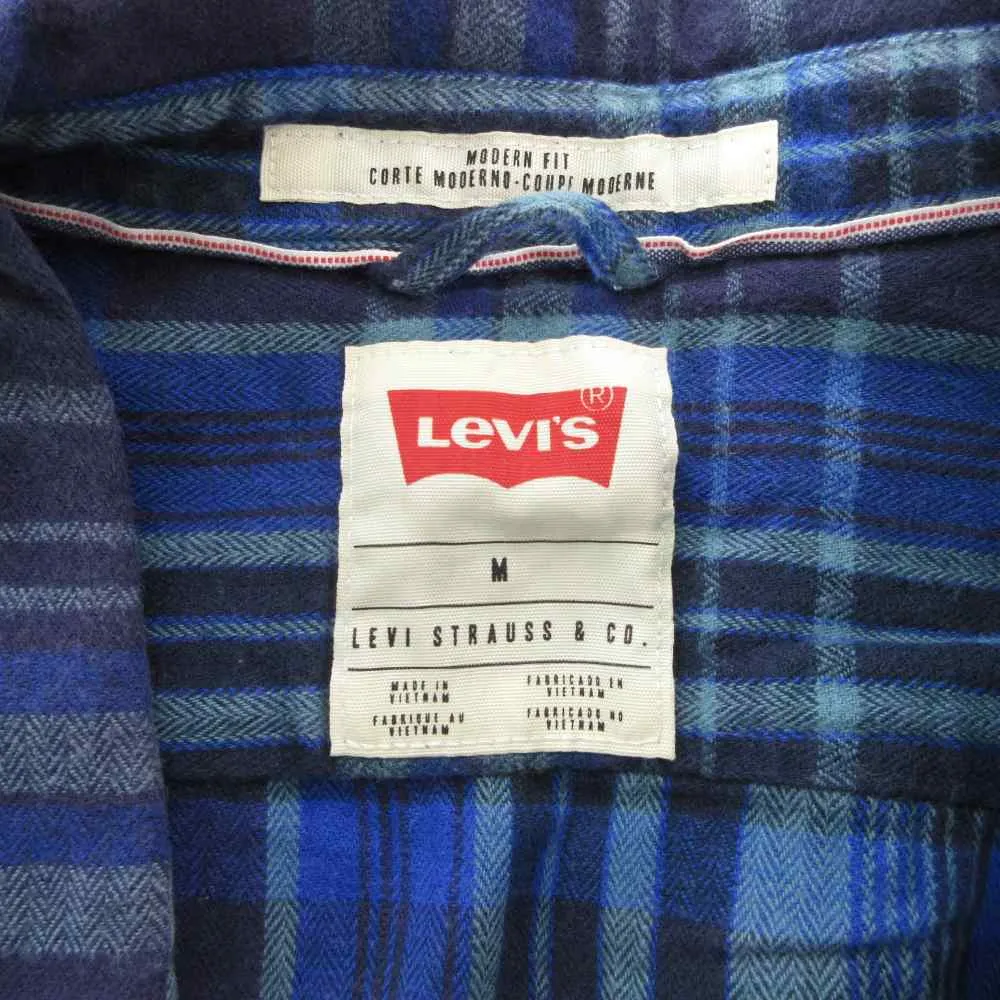 MODERN FIT
CORTE MODERNO-COUPE MODERNE
LEVI'S
®
M
LEVI STRAUSS & CO.
MADE IN
VIETNAM
FABRIQUE AU
VIETNAM
FABRICADO EN
VIETNAM
FABRICADO NO
VIETNAM